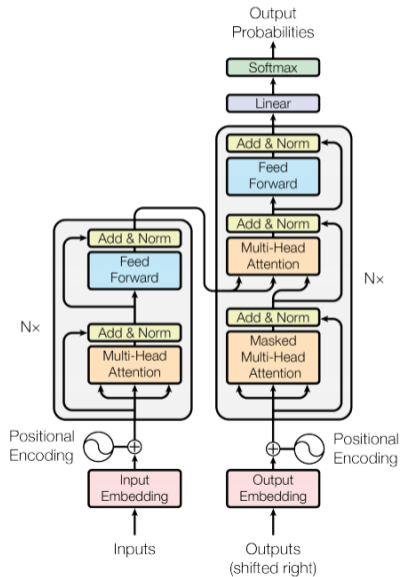 Output
Probabilities
Softmax
Linear
Add & Norm
Feed
Forward
Add & Norm
Multi-Head
Attention
Add & Norm
Masked
Multi-Head
Attention
Nx
Positional
Encoding
Output
Embedding
Outputs
(shifted right)
Add & Norm
Feed
Forward
Add & Norm
Multi-Head
Attention
Nx
Positional
Encoding
Input
Embedding
Inputs